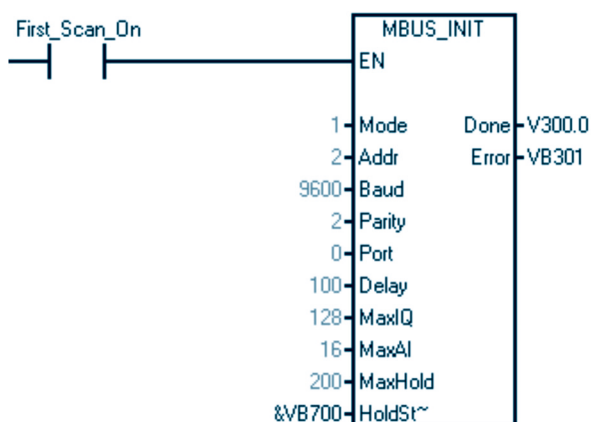 First_Scan_On
MBUS_INIT
EN
1 Mode Done V300.0
2 Addr Error VB301
9600 Baud
2 Parity
0 Port
100 Delay
128 MaxIQ
16 MaxAI
200 MaxHold
&VB700 HoldSt~